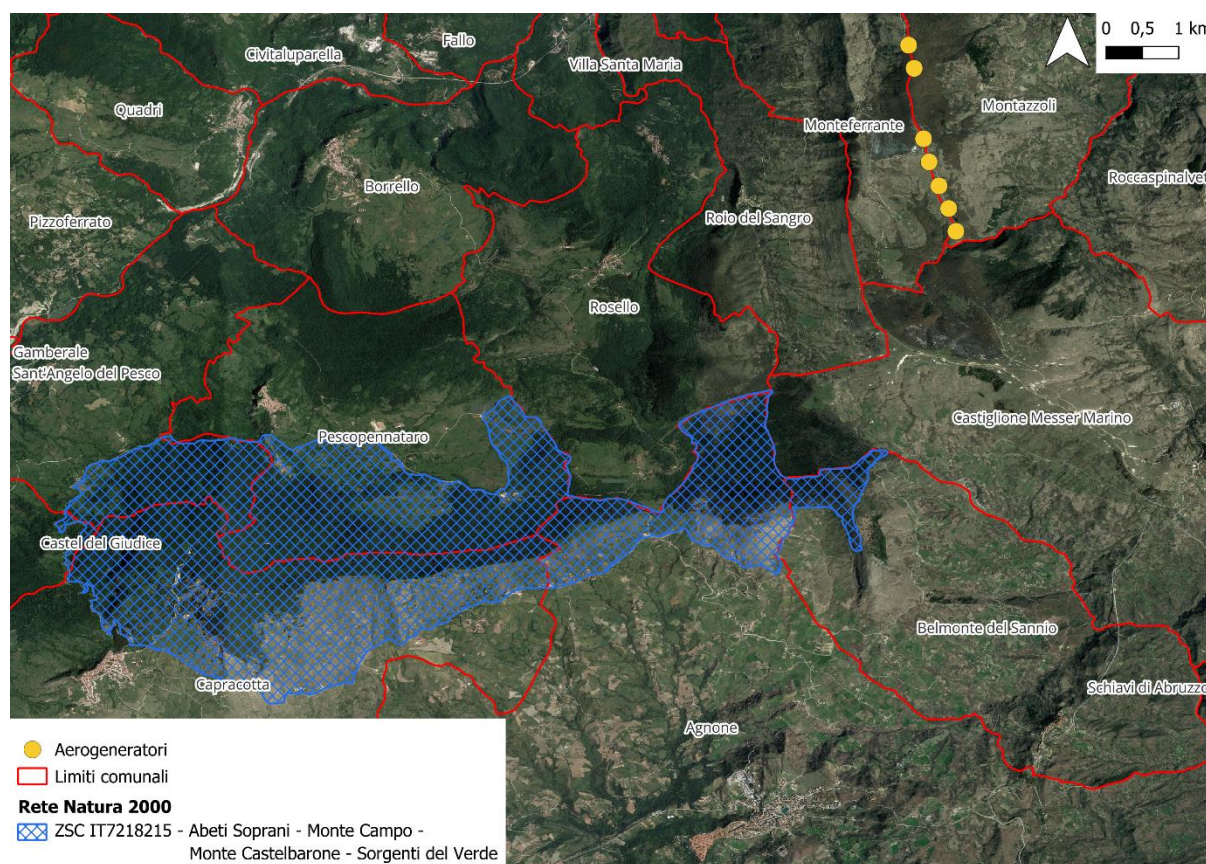 Fallo
Civitaluparella
Villa Santa Maria
0 0,5 1 km
Quadri
Montazzoli
Monteferrante
Roccaspinalvet
Borrello
Pizzoferrato
Roio del Sangro
Rosello
Gamberale
Sant'Angelo del Pesco
Castiglione Messer Marino
Pescopennataro
Castel del Giudice
Belmonte del Sannio
Capracotta
Schiavi di Abruzzo
Agnone
Aerogeneratori
Limiti comunali
Rete Natura 2000
ZSC IT7218215 - Abeti Soprani - Monte Campo -
Monte Castelbarone - Sorgenti del Verde